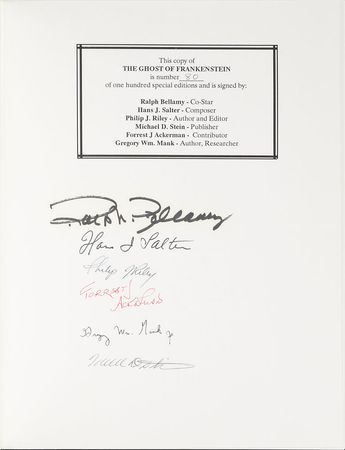 This copy of
THE GHOST OF FRANKENSTEIN
is number 80
of one hundred special editions and is signed by:
Ralph Bellamy - Co-Star
Hans J. Salter - Composer
Philip J. Riley - Author and Editor
Michael D. Stein - Publisher
Forrest J Ackerman - Contributor
Gregory Wm. Mank - Author, Researcher
Ralph Bellamy
Hans J Salter
Philip Riley
FORREST J
ACKERMAN
Gregory Wm. Mank